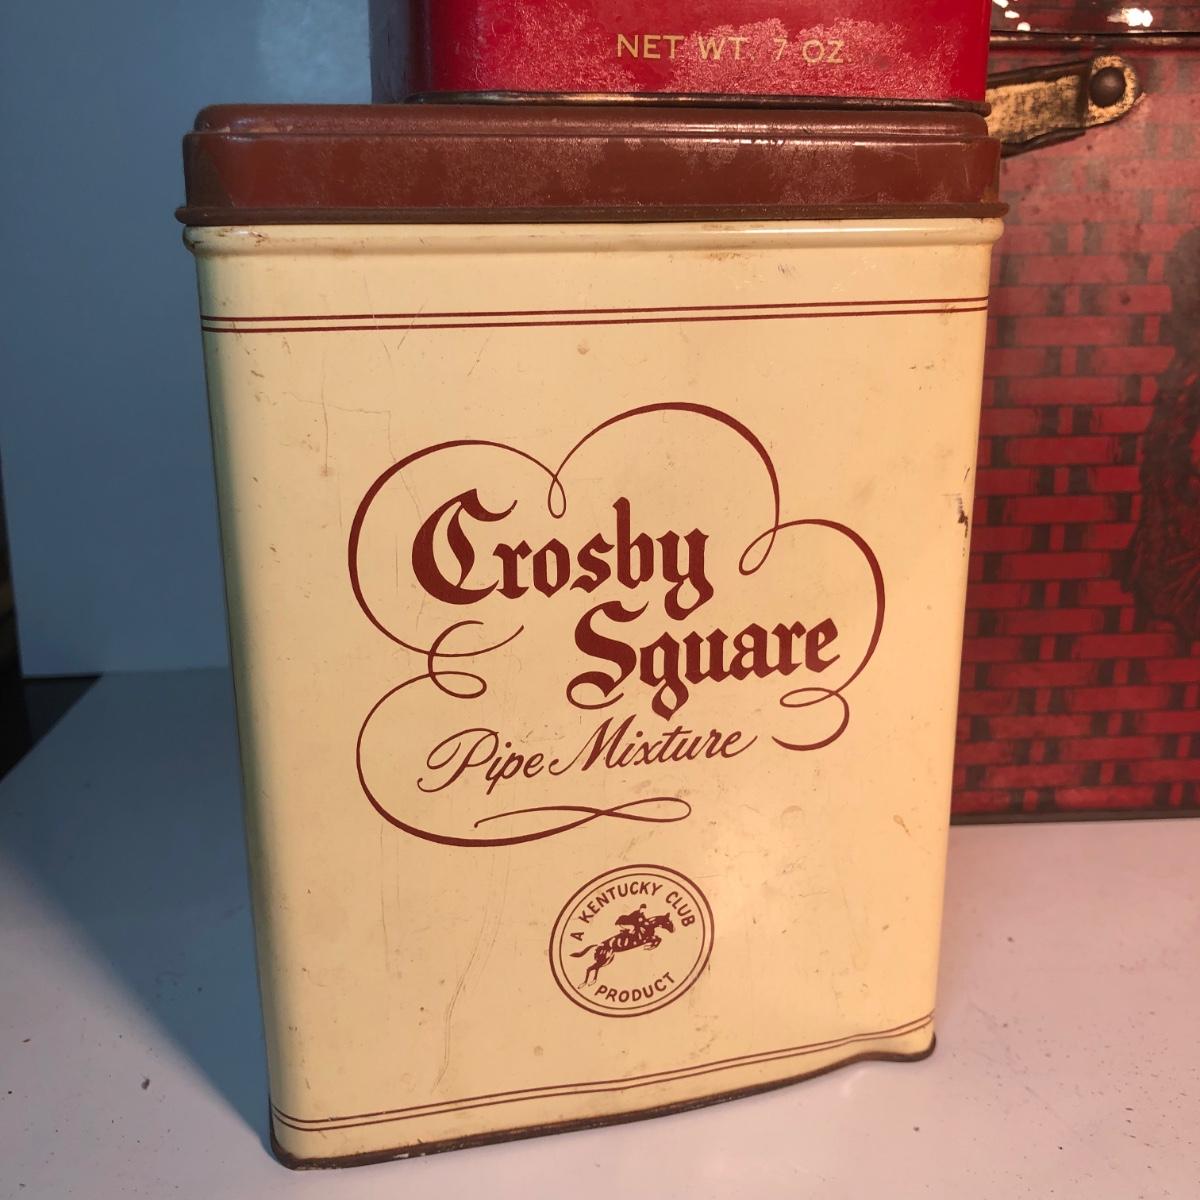 NET WT. 7 OZ.
Crosby
Square
Pipe Mixture
A KENTUCKY CLUB
PRODUCT